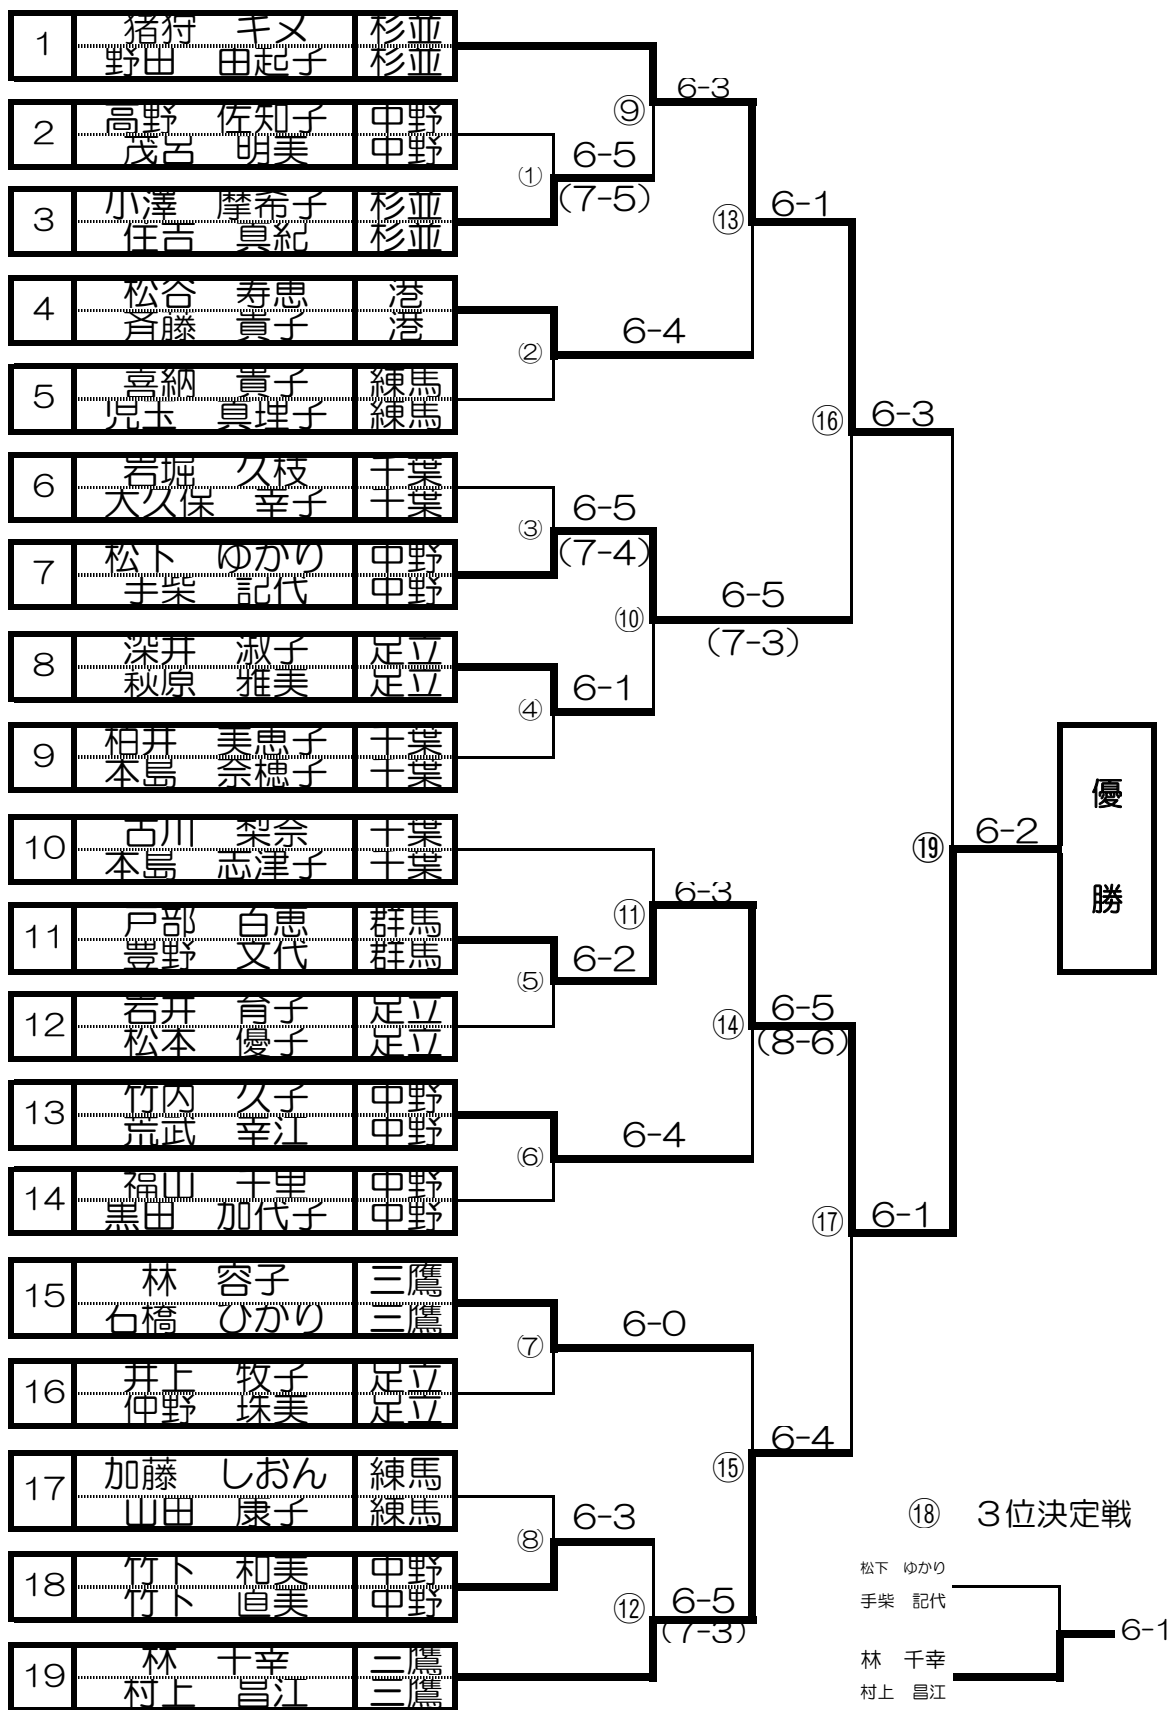 1 猪狩 キメ 杉並
野田 由起子 杉並
2 高野 佐知子 中野
茂呂 明美 中野
3 小澤 摩希子 杉並
住吉 真紀 杉並
4 松谷 寿恵 港
斉藤 貴子 港
5 喜納 貴子 練馬
児玉 真理子 練馬
6 岩堀 久枝 千葉
大久保 幸子 千葉
7 松下 ゆかり 中野
手柴 記代 中野
8 深井 淑子 足立
秋原 雅美 足立
9 柏井 美恵子 千葉
本島 奈穂子 千葉
10 古川 梨奈 千葉
本島 志津子 千葉
11 戸部 百恵 群馬
豊野 文代 群馬
12 岩井 育子 足立
松本 優子 足立
13 竹内 久子 中野
荒武 幸江 中野
14 福山 千里 中野
黒田 加代子 中野
15 林 容子 三鷹
石橋 ひかり 三鷹
16 井上 牧子 足立
仲野 珠美 足立
17 加藤 しおん 練馬
山田 康子 練馬
18 竹下 和美 中野
竹下 直美 中野
19 林 千幸 三鷹
村上 昌江 三鷹
① 6-5
(7-5)
②
6-4
③ 6-5
(7-4)
④ 6-1
⑤ 6-2
⑥
6-4
⑦
6-0
⑧ 6-3
⑨ 6-3
⑩ 6-5
(7-3)
⑪ 6-3
⑫ 6-5
(7-3)
⑬ 6-1
⑭ 6-5
(8-6)
⑮ 6-4
⑯ 6-3
⑰ 6-1
⑲ 6-2
優
勝
⑱ 3位決定戦
松下 ゆかり
手柴 記代
6-1
林 千幸
村上 昌江